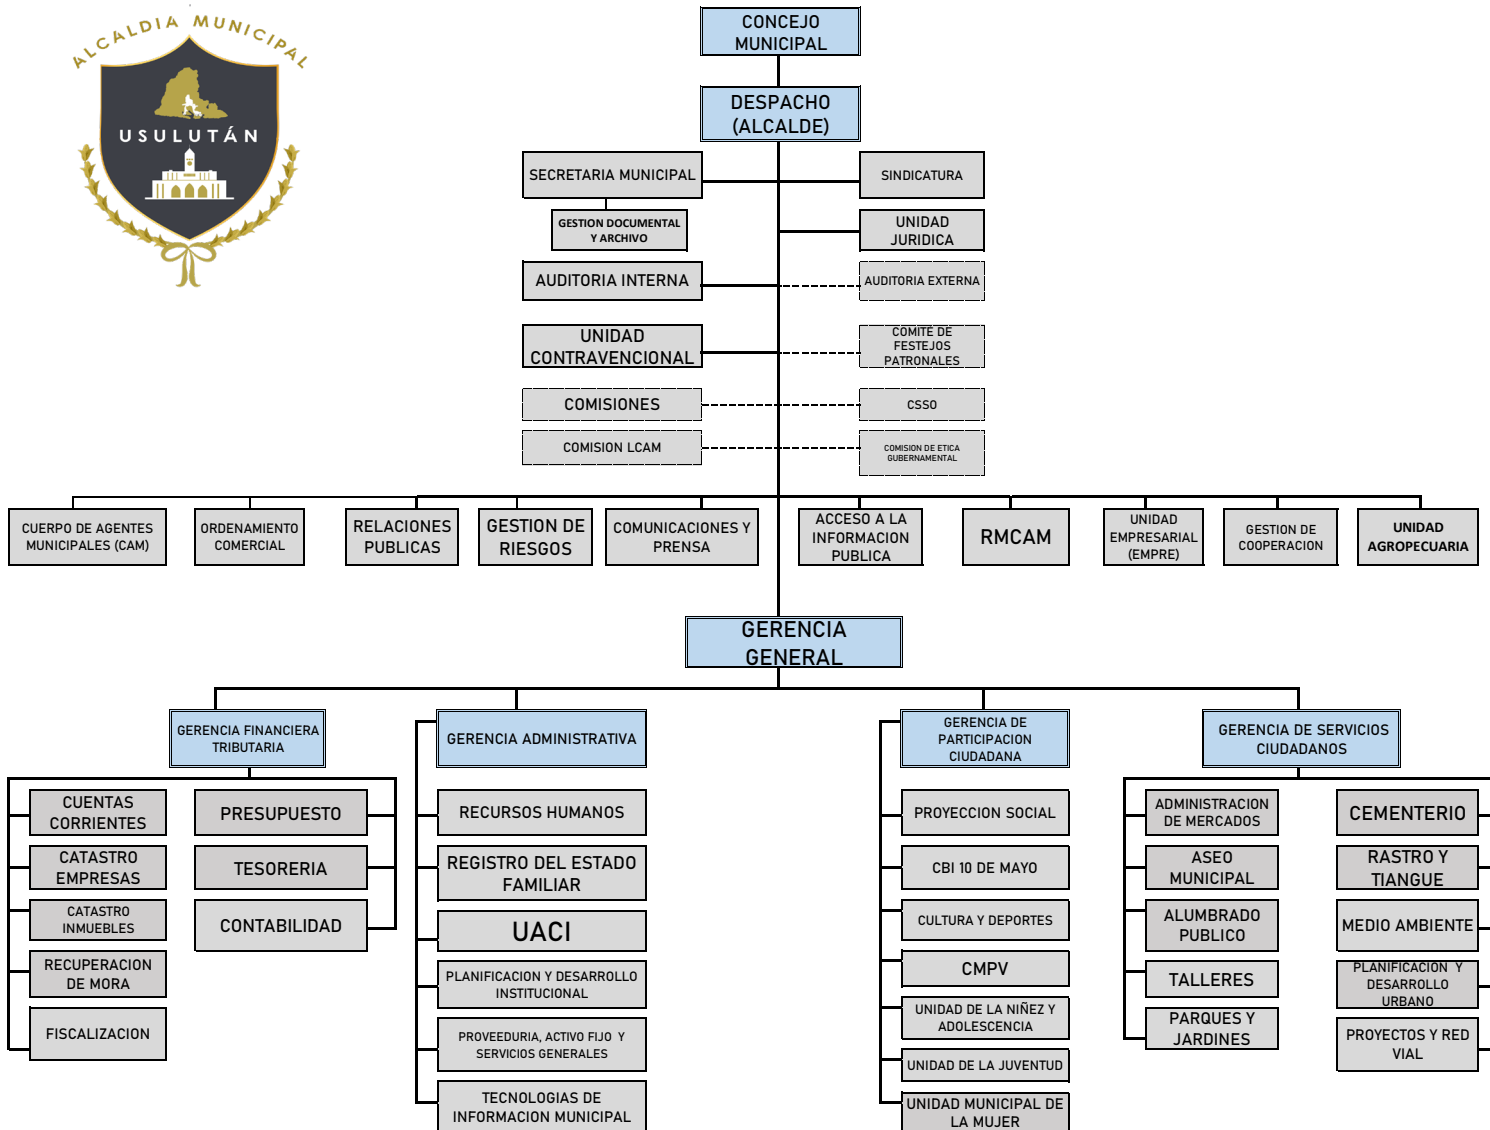 ALCALDIA MUNICIPAL
USULUTÁN
CONCEJO
MUNICIPAL
DESPACHO
(ALCALDE)
SECRETARIA MUNICIPAL
SINDICATURA
GESTION DOCUMENTAL
Y ARCHIVO
UNIDAD
JURIDICA
AUDITORIA INTERNA
AUDITORIA EXTERNA
UNIDAD
CONTRAVENCIONAL
COMITÉ DE
FESTEJOS
PATRONALES
COMISIONES
CSSO
COMISION LCAM
COMISION DE ETICA
GUBERNAMENTAL
CUERPO DE AGENTES
MUNICIPALES (CAM)
ORDENAMIENTO
COMERCIAL
RELACIONES
PUBLICAS
GESTION DE
RIESGOS
COMUNICACIONES Y
PRENSA
ACCESO A LA
INFORMACION
PUBLICA
RMCAM
UNIDAD
EMPRESARIAL
(EMPRE)
GESTION DE
COOPERACION
UNIDAD
AGROPECUARIA
GERENCIA
GENERAL
GERENCIA FINANCIERA
TRIBUTARIA
GERENCIA ADMINISTRATIVA
GERENCIA DE
PARTICIPACION
CIUDADANA
GERENCIA DE SERVICIOS
CIUDADANOS
CUENTAS
CORRIENTES
CATASTRO
EMPRESAS
CATASTRO
INMUEBLES
RECUPERACION
DE MORA
FISCALIZACION
PRESUPUESTO
TESORERIA
CONTABILIDAD
RECURSOS HUMANOS
REGISTRO DEL ESTADO
FAMILIAR
UACI
PLANIFICACION Y DESARROLLO
INSTITUCIONAL
PROVEEDURIA, ACTIVO FIJO Y
SERVICIOS GENERALES
TECNOLOGIAS DE
INFORMACION MUNICIPAL
PROYECCION SOCIAL
CBI 10 DE MAYO
CULTURA Y DEPORTES
CMPV
UNIDAD DE LA NIÑEZ Y
ADOLESCENCIA
UNIDAD DE LA JUVENTUD
UNIDAD MUNICIPAL DE
LA MUJER
ADMINISTRACION
DE MERCADOS
ASEO
MUNICIPAL
ALUMBRADO
PUBLICO
TALLERES
PARQUES Y
JARDINES
CEMENTERIO
RASTRO Y
TIANGUE
MEDIO AMBIENTE
PLANIFICACION Y
DESARROLLO
URBANO
PROYECTOS Y RED
VIAL